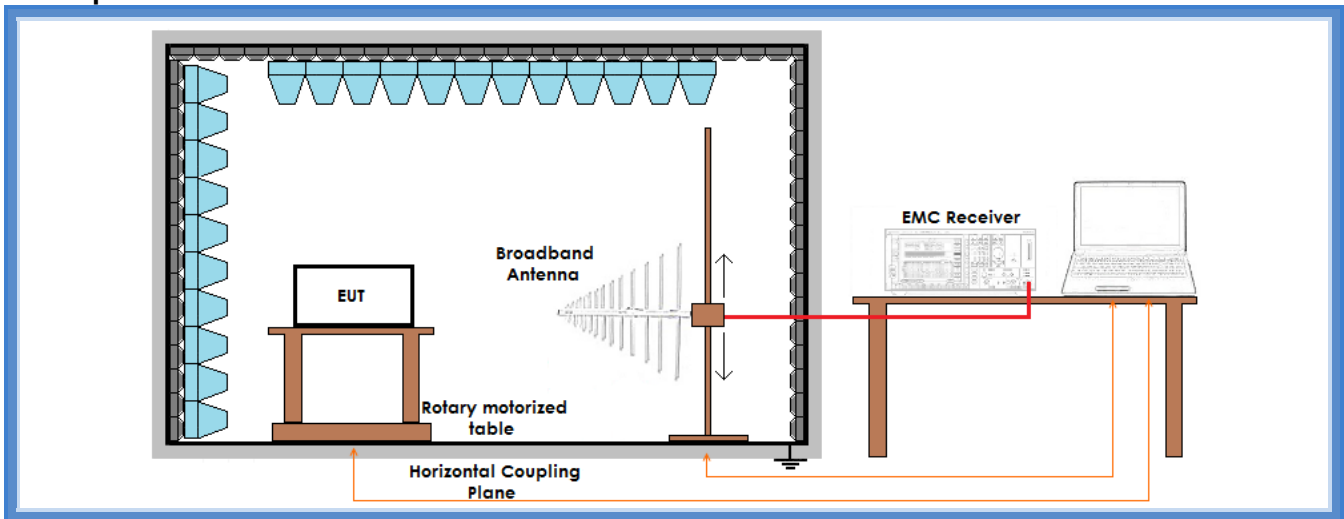 EMC Receiver
Broadband
Antenna
EUT
Rotary motorized
table
Horizontal Coupling
Plane